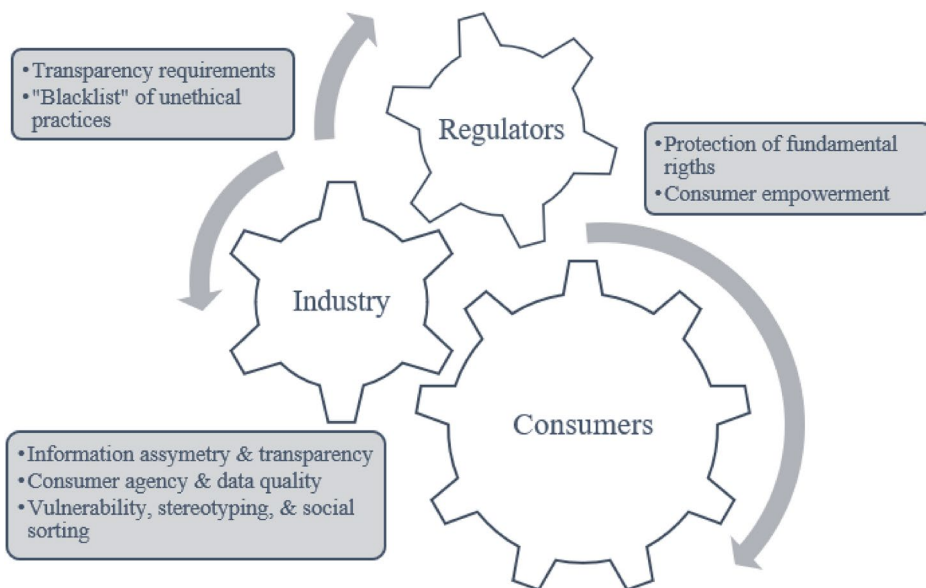 •Transparency requirements
•"Blacklist" of unethical
practices
Regulators
•Protection of fundamental
rigths
•Consumer empowerment
Industry
Consumers
•Information assymetry & transparency
•Consumer agency & data quality
•Vulnerability, stereotyping, & social
sorting